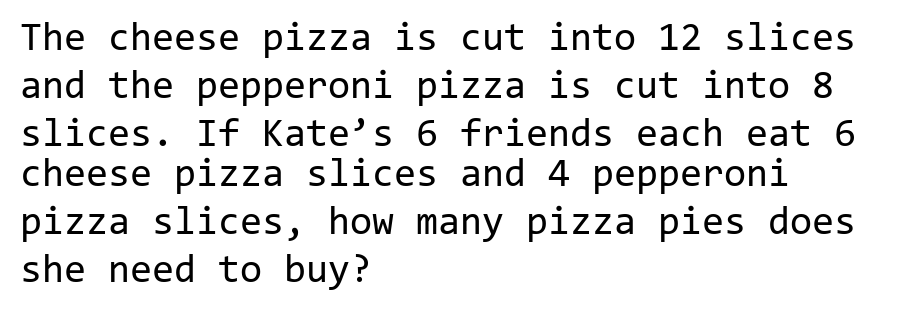 The cheese pizza is cut into 12 slices
and the pepperoni pizza is cut into 8
slices. If Kate’s 6 friends each eat 6
cheese pizza slices and 4 pepperoni
pizza slices, how many pizza pies does
she need to buy?